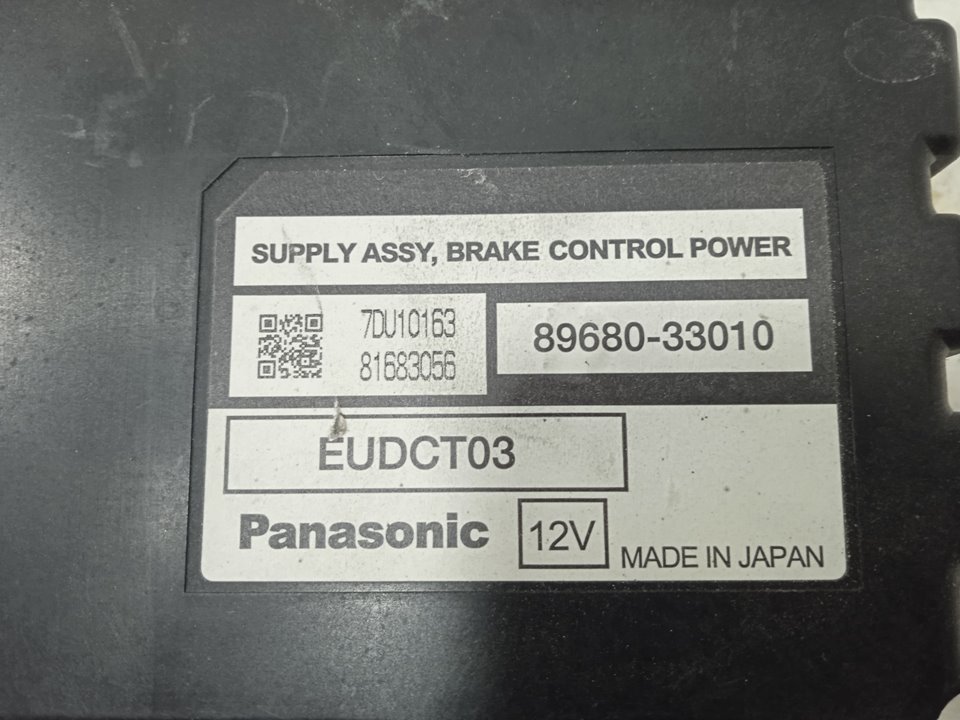 SUPPLY ASSY, BRAKE CONTROL POWER
7DU10163
81683056
89680-33010
EUDCT03
Panasonic
12V
MADE IN JAPAN